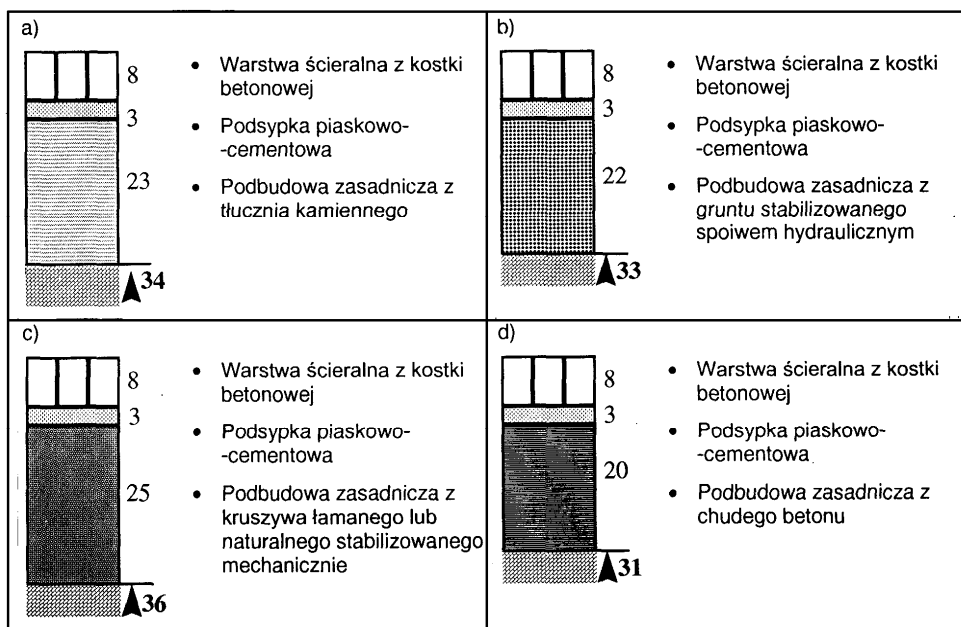 a)
8
3
23
34
• Warstwa ścieralna z kostki
betonowej
• Podsypka piaskowo-
-cementowa
• Podbudowa zasadnicza z
tłucznia kamiennego
b)
8
3
22
33
• Warstwa ścieralna z kostki
betonowej
• Podsypka piaskowo-
-cementowa
• Podbudowa zasadnicza z
gruntu stabilizowanego
spoiwem hydraulicznym
c)
8
3
25
36
• Warstwa ścieralna z kostki
betonowej
• Podsypka piaskowo-
-cementowa
• Podbudowa zasadnicza z
kruszywa łamanego lub
naturalnego stabilizowanego
mechanicznie
d)
8
3
20
31
• Warstwa ścieralna z kostki
betonowej
• Podsypka piaskowo-
-cementowa
• Podbudowa zasadnicza z
chudego betonu